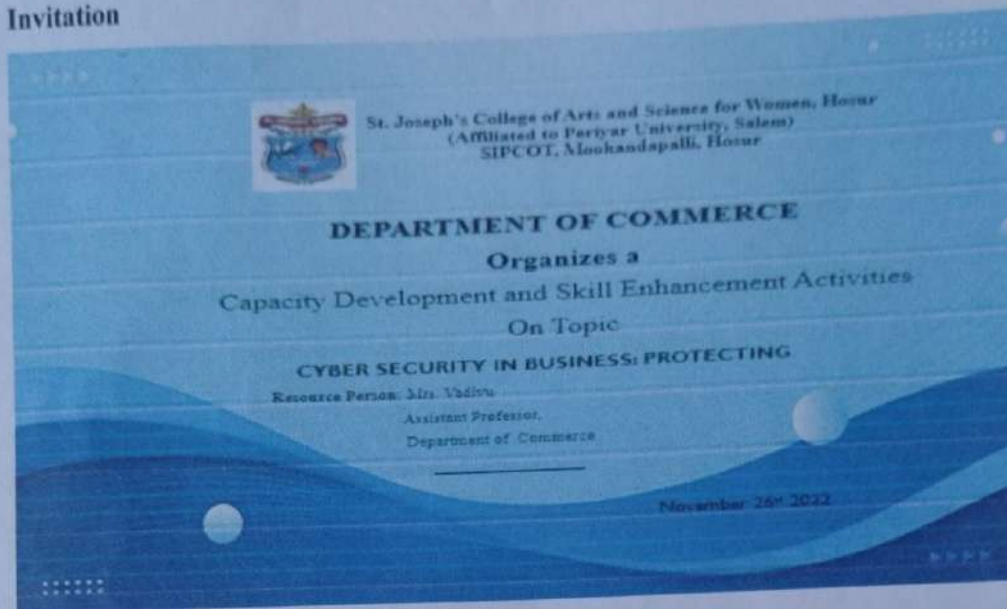 Invitation
St. Joseph's College of Arts and Science for Women, Hosur
(Affiliated to Periyar University, Salem)
SIPCOT, Mookandapalli, Hosur
DEPARTMENT OF COMMERCE
Organizes a
Capacity Development and Skill Enhancement Activities
On Topic
CYBER SECURITY IN BUSINESS: PROTECTING
Resource Person: Mrs. Vadivu
Assistant Professor,
Department of Commerce
November 26th 2022